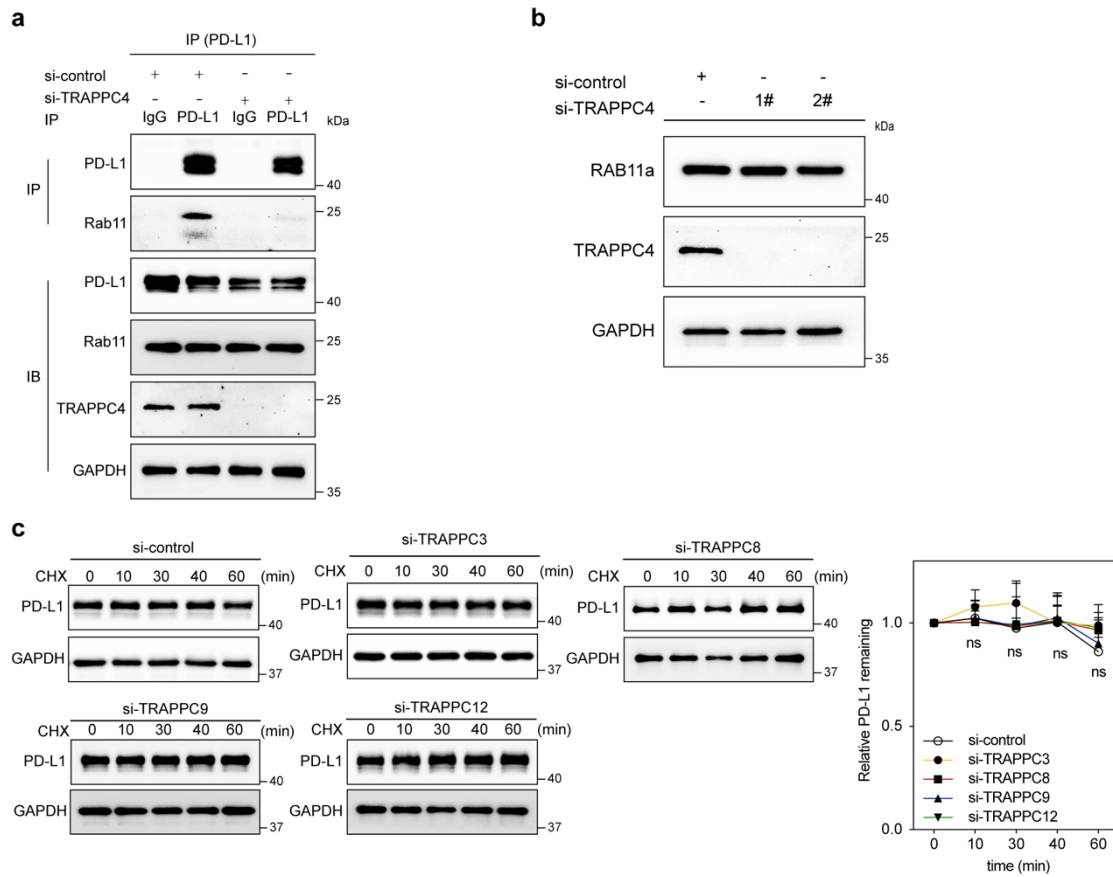 a
IP (PD-L1)
si-control + + - -
si-TRAPPC4 - - + +
IP IgG PD-L1 IgG PD-L1 kDa
IP
PD-L1
40
Rab11
25
IB
PD-L1
40
Rab11
25
TRAPPC4
25
GAPDH
35
b
si-control + - -
si-TRAPPC4 - 1# 2#
kDa
RAB11a
40
TRAPPC4
25
GAPDH
35
c
si-control
CHX 0 10 30 40 60 (min)
PD-L1
40
GAPDH
37
si-TRAPPC3
CHX 0 10 30 40 60 (min)
PD-L1
40
GAPDH
37
si-TRAPPC8
CHX 0 10 30 40 60 (min)
PD-L1
40
GAPDH
37
si-TRAPPC9
CHX 0 10 30 40 60 (min)
PD-L1
40
GAPDH
37
si-TRAPPC12
CHX 0 10 30 40 60 (min)
PD-L1
40
GAPDH
37
Relative PD-L1 remaining
1.0
0.5
0.0
ns ns ns ns
si-control
si-TRAPPC3
si-TRAPPC8
si-TRAPPC9
si-TRAPPC12
0 10 30 40 60
time (min)